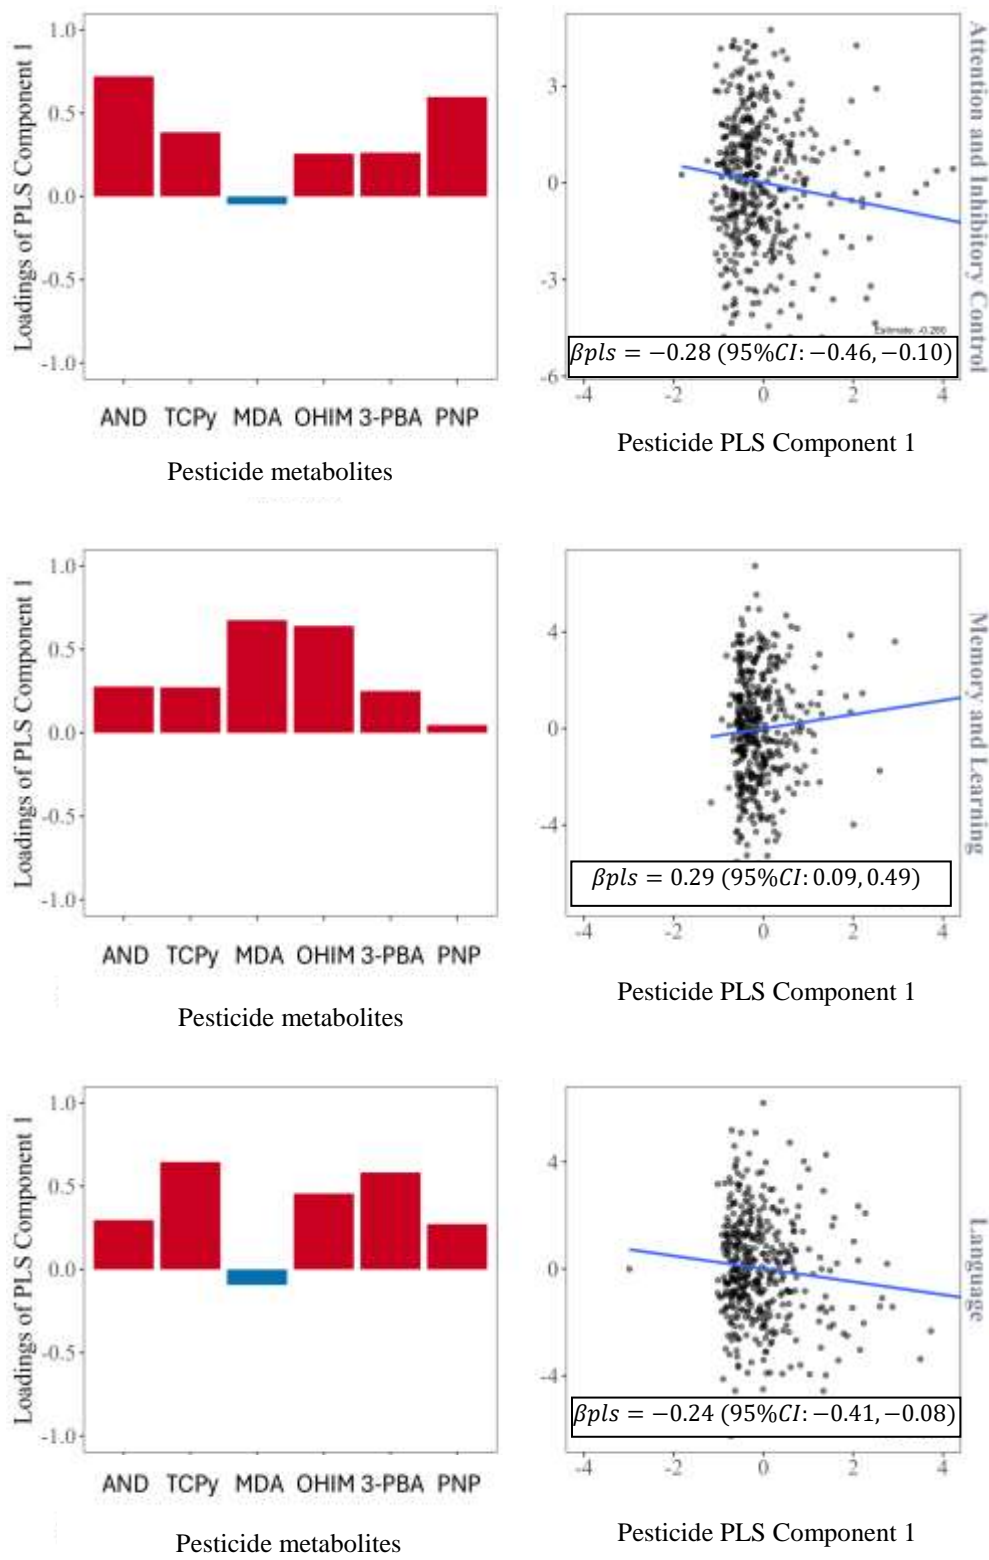 Loadings of PLS Component 1
1.0
0.5
0.0
-0.5
-1.0
AND TCPy MDA OHIM 3-PBA PNP
Pesticide metabolites
3
0
-3
-6
Estimate: -0.280
βpls = −0.28 (95%CI: −0.46, −0.10)
-4 -2 0 2 4
Pesticide PLS Component 1
Attention and Inhibitory Control
Loadings of PLS Component 1
1.0
0.5
0.0
-0.5
-1.0
AND TCPy MDA OHIM 3-PBA PNP
Pesticide metabolites
4
0
-4
βpls = 0.29 (95%CI: 0.09, 0.49)
-4 -2 0 2 4
Pesticide PLS Component 1
Memory and Learning
Loadings of PLS Component 1
1.0
0.5
0.0
-0.5
-1.0
AND TCPy MDA OHIM 3-PBA PNP
Pesticide metabolites
4
0
-4
βpls = −0.24 (95%CI: −0.41, −0.08)
-4 -2 0 2 4
Pesticide PLS Component 1
Language